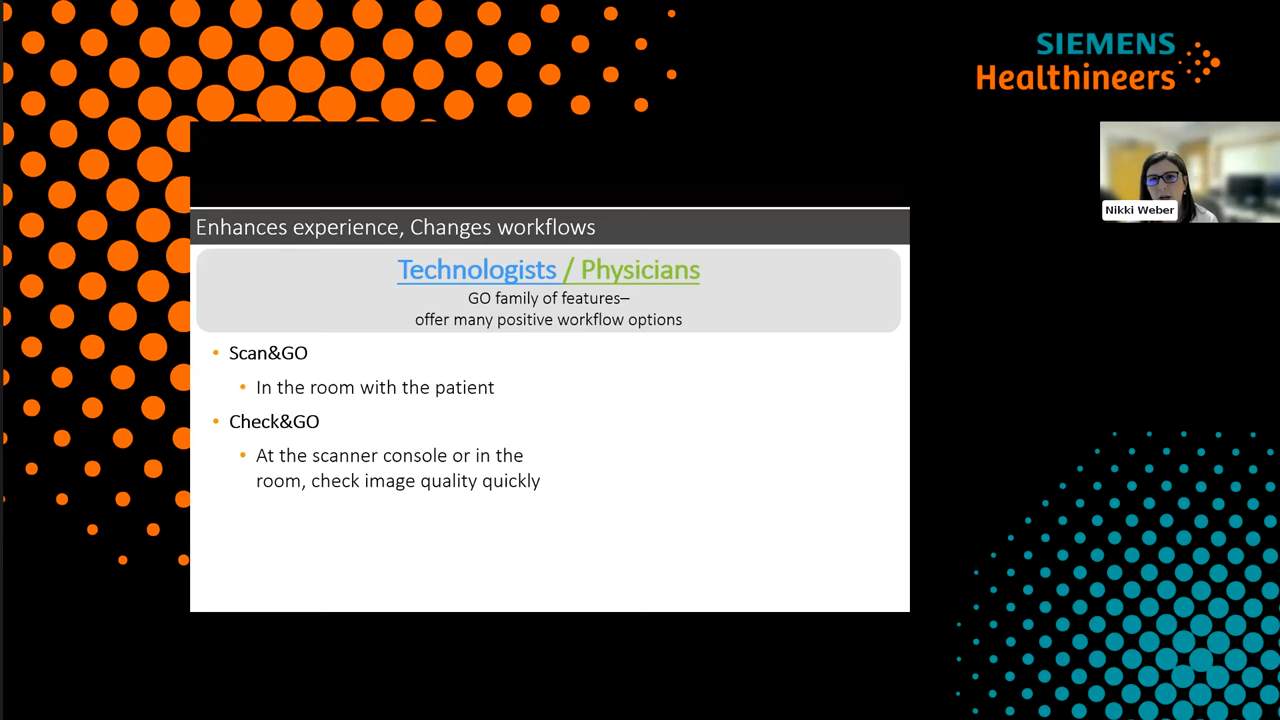 SIEMENS
Healthineers
Nikki Weber
Enhances experience, Changes workflows
Technologists / Physicians
GO family of features–
offer many positive workflow options
• Scan&GO
• In the room with the patient
• Check&GO
• At the scanner console or in the
room, check image quality quickly